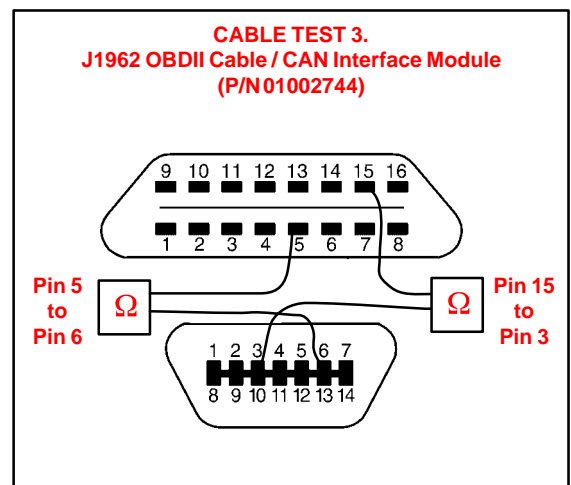 CABLE TEST 3.
J1962 OBDII Cable / CAN Interface Module
(P/N 01002744)
9 10 11 12 13 14 15 16
1 2 3 4 5 6 7 8
Pin 5
to
Pin 6
Ω
Ω
Pin 15
to
Pin 3
1 2 3 4 5 6 7
8 9 10 11 12 13 14